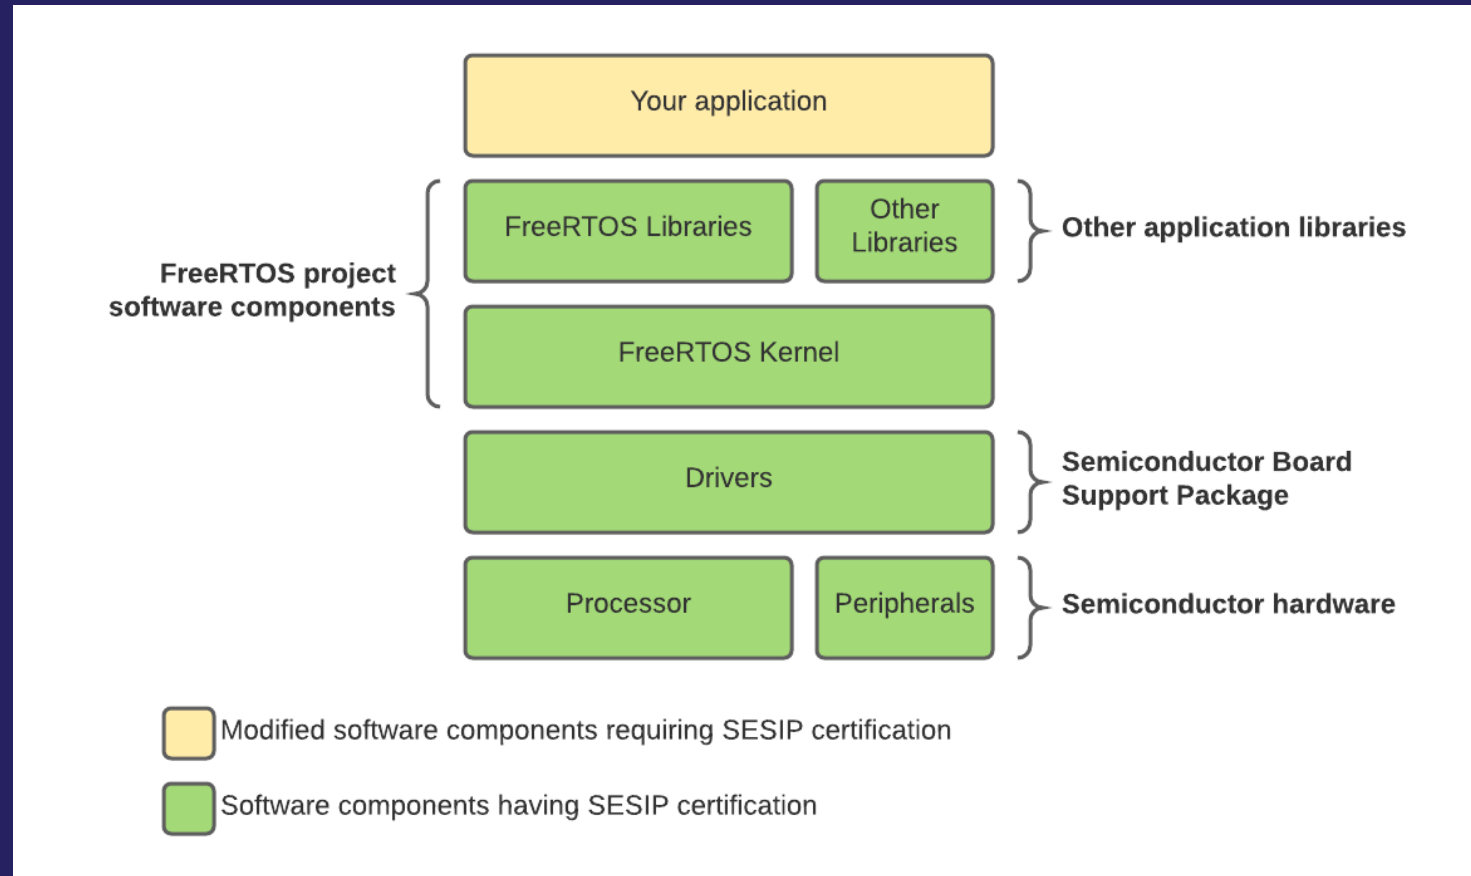 Your application
FreeRTOS Libraries
Other
Libraries
Other application libraries
FreeRTOS project
software components
FreeRTOS Kernel
Drivers
Semiconductor Board
Support Package
Processor
Peripherals
Semiconductor hardware
Modified software components requiring SESIP certification
Software components having SESIP certification